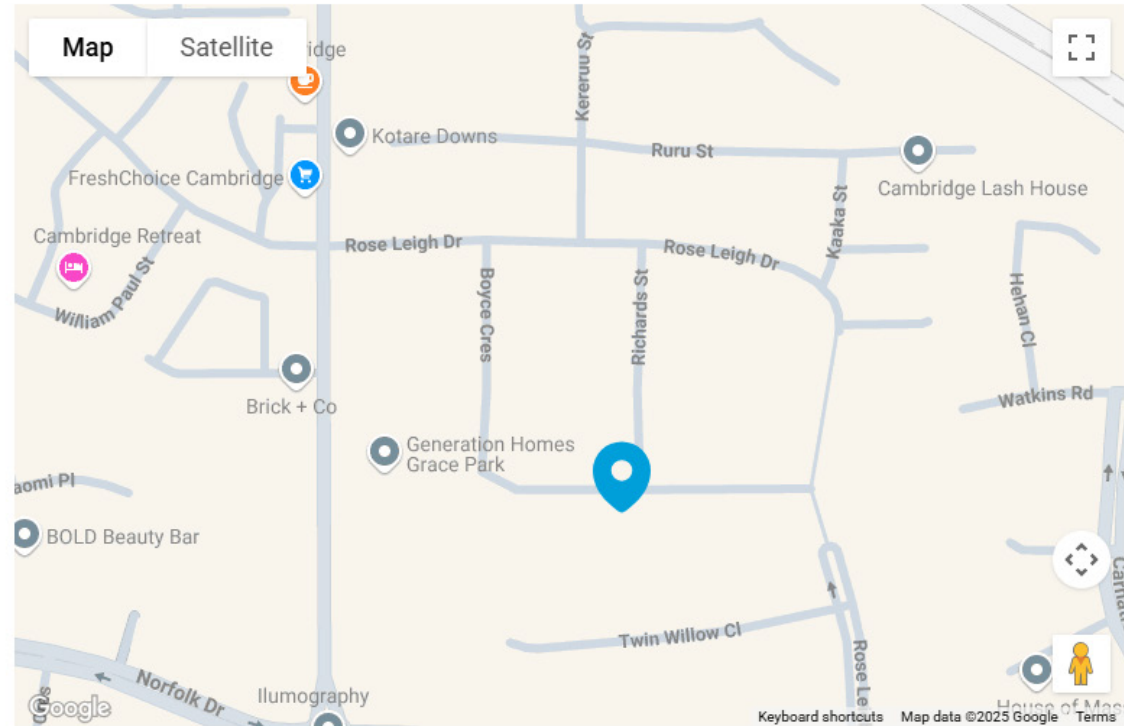 Map
Satellite
Kereruu St
Kotare Downs
Ruru St
FreshChoice Cambridge
Cambridge Lash House
Kaaka St
Cambridge Retreat
Rose Leigh Dr
Rose Leigh Dr
William Paul St
Boyce Cres
Richards St
Hehan Cl
Brick + Co
Watkins Rd
Generation Homes
Grace Park
BOLD Beauty Bar
Twin Willow Cl
Norfolk Dr
Ilumography
Google
Keyboard shortcuts
Map data ©2025 Google
Terms